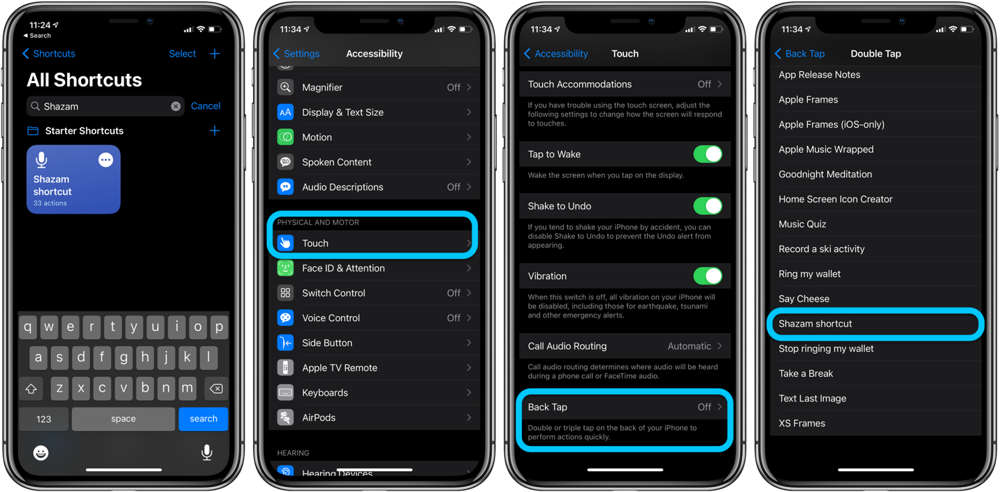 11:24
◀ Search
Shortcuts
Select
+
All Shortcuts
Shazam
Cancel
Starter Shortcuts
+
Shazam
shortcut
33 actions
q w e r t y u i o p
a s d f g h j k l
z x c v b n m
123
space
search
11:34
Settings
Accessibility
Magnifier
Off
AA
Display & Text Size
Motion
Spoken Content
Audio Descriptions
Off
PHYSICAL AND MOTOR
Touch
Face ID & Attention
Switch Control
Off
Voice Control
Off
Side Button
Apple TV Remote
Keyboards
AirPods
HEARING
Hearing Devices
11:34
Accessibility
Touch
Touch Accommodations
Off
If you have trouble using the touch screen, adjust the
following settings to change how the screen will respond
to touches.
Tap to Wake
Wake the screen when you tap on the display.
Shake to Undo
If you tend to shake your iPhone by accident, you can
disable Shake to Undo to prevent the Undo alert from
appearing.
Vibration
When this switch is off, all vibration on your iPhone will
be disabled, including those for earthquake, tsunami
and other emergency alerts.
Call Audio Routing
Automatic
Call audio routing determines where audio will be heard
during a phone call or FaceTime audio.
Back Tap
Off
Double or triple tap on the back of your iPhone to
perform actions quickly.
11:34
Back Tap
Double Tap
App Release Notes
Apple Frames
Apple Frames (iOS-only)
Apple Music Wrapped
Goodnight Meditation
Home Screen Icon Creator
Music Quiz
Record a ski activity
Ring my wallet
Say Cheese
Shazam shortcut
Stop ringing my wallet
Take a Break
Text Last Image
XS Frames